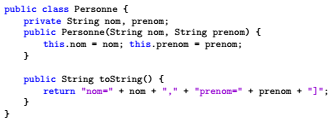 public class Personne {
    private String nom, prenom;
    public Personne(String nom, String prenom) {
        this.nom = nom; this.prenom = prenom;
    }

    public String toString() {
        return "nom=" + nom + "," + "prenom=" + prenom + "]";
    }
}